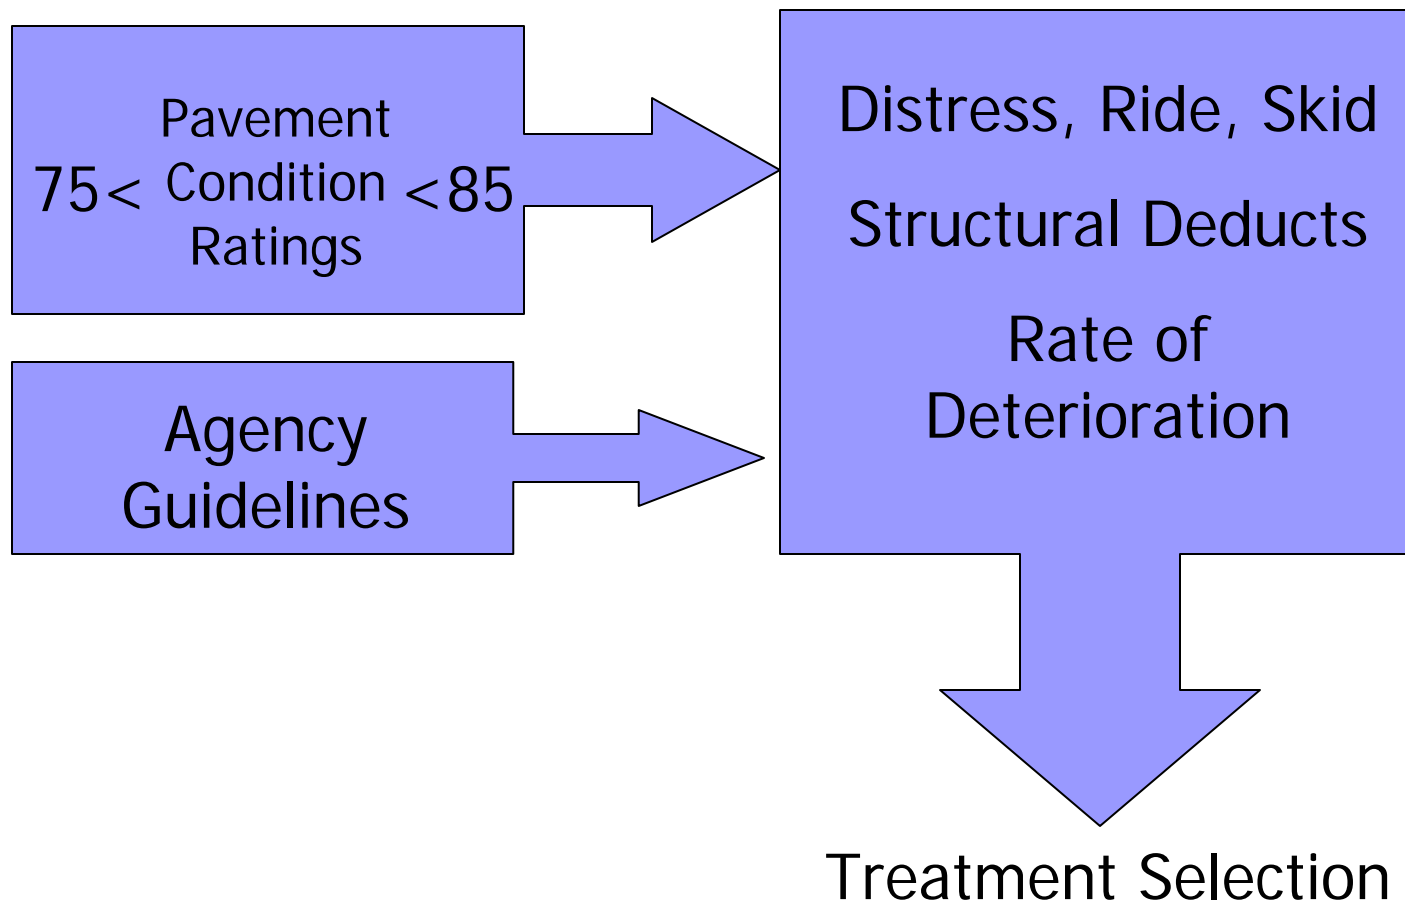 Pavement
75< Condition <85
Ratings
Agency
Guidelines
Distress, Ride, Skid
Structural Deducts
Rate of
Deterioration
Treatment Selection